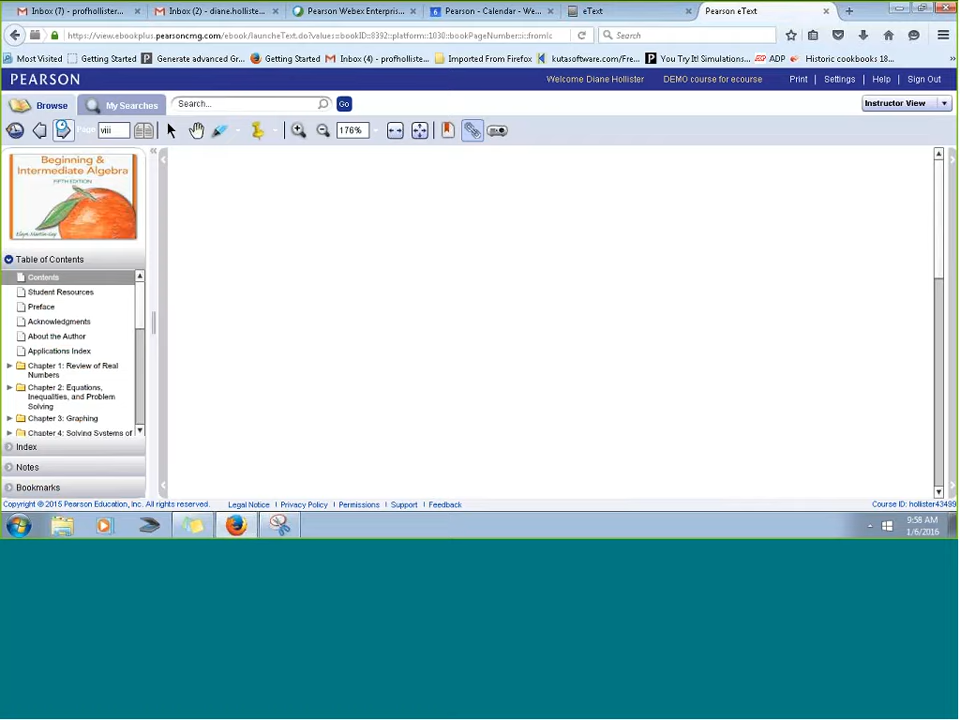 Inbox (7) - profhollister...
Inbox (2) - diane.holliste...
Pearson Webex Enterpris...
Pearson - Calendar - We...
eText
Pearson eText
https://view.ebookplus.pearsoncmg.com/ebook/launcheText.do?values=bookID::8392::platform::1030::bookPageNumber::i::fromlc
Search
Most Visited
Getting Started
Generate advanced Gr...
Getting Started
Inbox (4) - profholliste...
Imported From Firefox
kutasoftware.com/Fre...
You Try It! Simulations...
ADP
Historic cookbooks 18...
PEARSON
Welcome Diane Hollister
DEMO course for ecourse
Print
Settings
Help
Sign Out
Browse
My Searches
Search...
Go
Instructor View
Page
viii
176%
Beginning &
Intermediate Algebra
FIFTH EDITION
Elayn Martin-Gay
Table of Contents
Contents
Student Resources
Preface
Acknowledgments
About the Author
Applications Index
Chapter 1: Review of Real
Numbers
Chapter 2: Equations,
Inequalities, and Problem
Solving
Chapter 3: Graphing
Chapter 4: Solving Systems of
Index
Notes
Bookmarks
Copyright © 2015 Pearson Education, Inc. All rights reserved.
Legal Notice | Privacy Policy | Permissions | Support | Feedback
Course ID: hollister43499
9:58 AM
1/6/2016